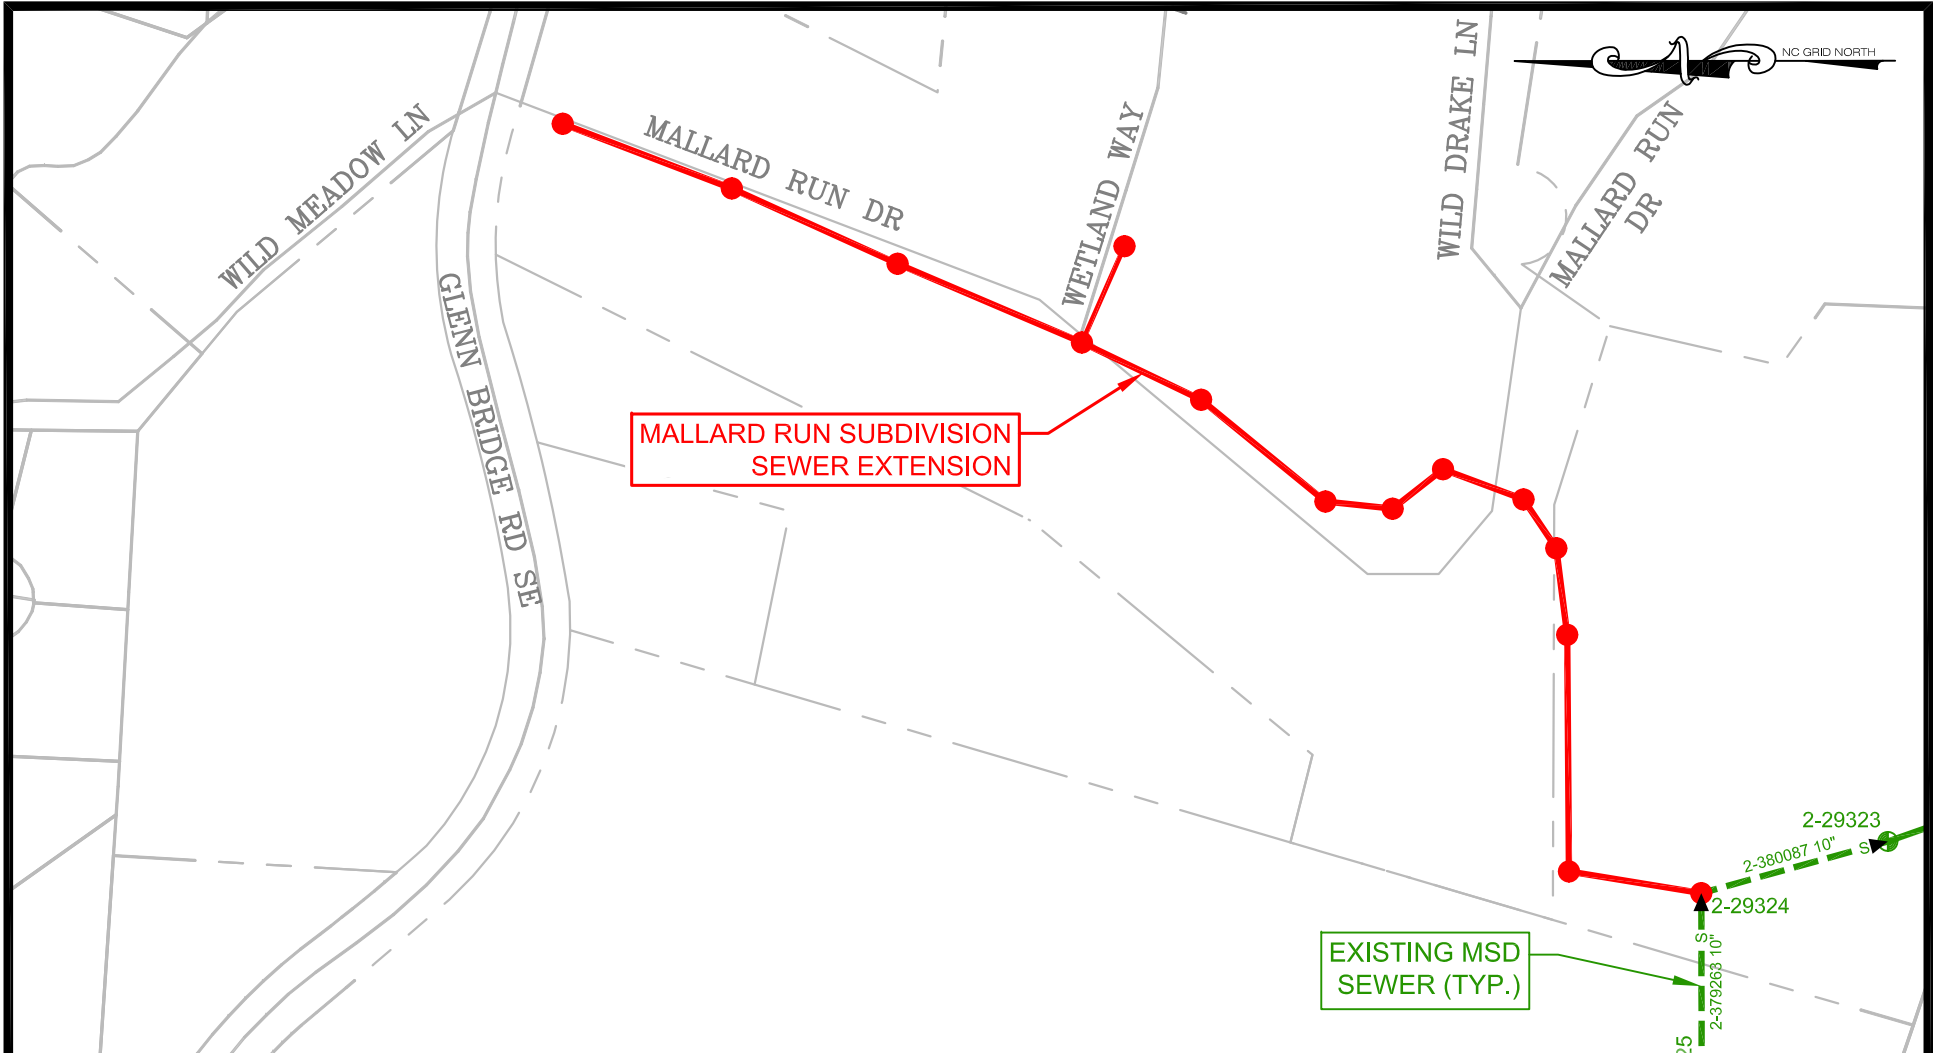 NC GRID NORTH
WILD MEADOW LN
MALLARD RUN DR
WETLAND WAY
WILD DRAKE LN
MALLARD RUN
DR
GLENN BRIDGE RD SE
MALLARD RUN SUBDIVISION
SEWER EXTENSION
2-29323
2-380087 10"
S
2-29324
EXISTING MSD
SEWER (TYP.)
S
2-379263 10"
25